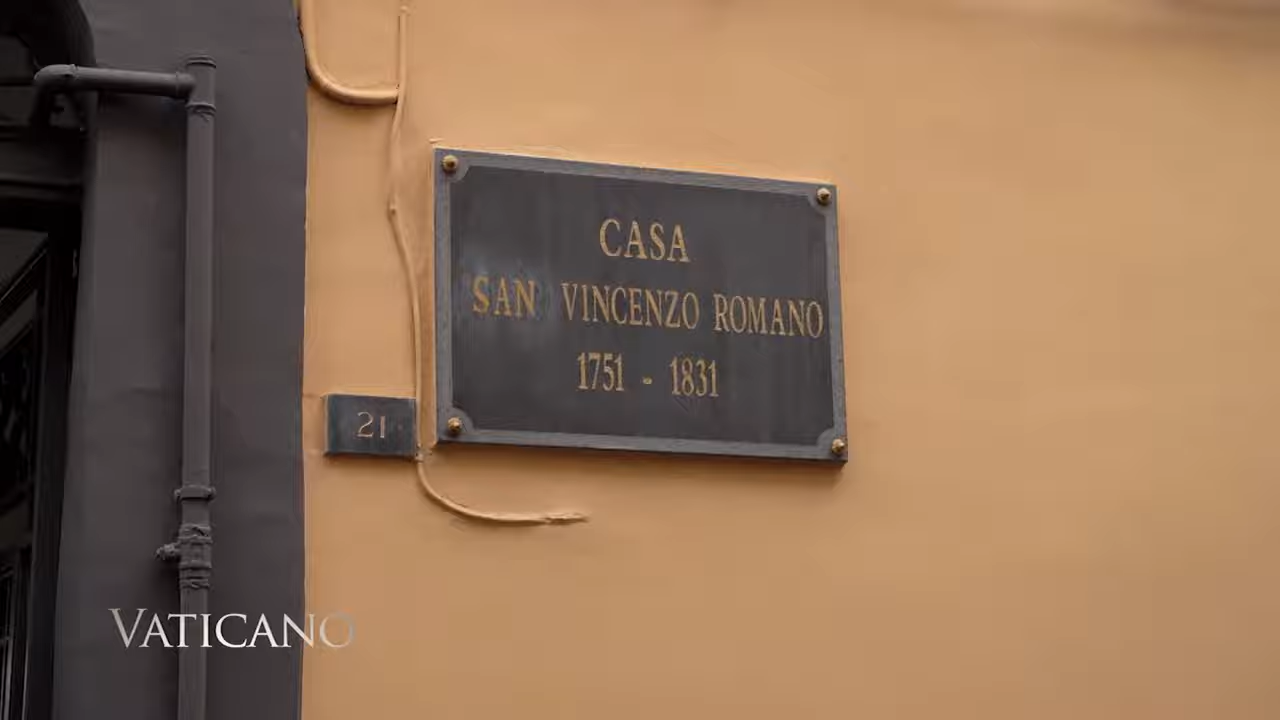 CASA
SAN VINCENZO ROMANO
1751 - 1831
21
VATICANO